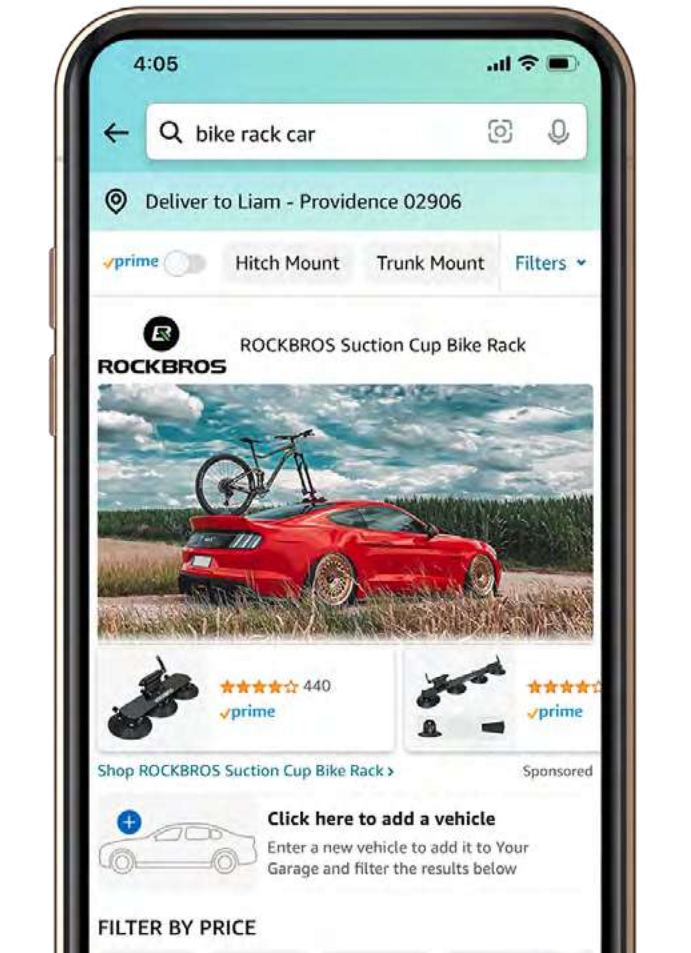 4:05
bike rack car
Deliver to Liam - Providence 02906
prime
Hitch Mount
Trunk Mount
Filters
ROCKBROS
ROCKBROS Suction Cup Bike Rack
440
prime
prime
Shop ROCKBROS Suction Cup Bike Rack
Sponsored
Click here to add a vehicle
Enter a new vehicle to add it to Your
Garage and filter the results below
FILTER BY PRICE